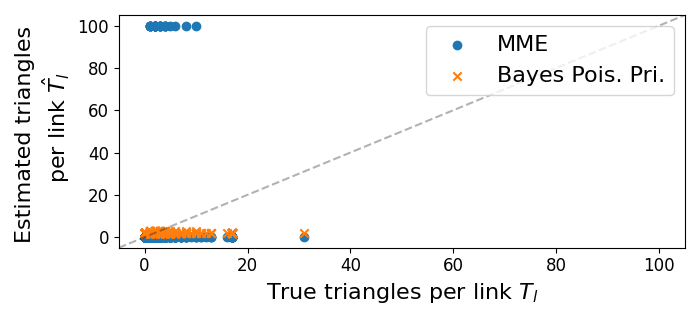 100
80
60
40
20
0
Estimated triangles
per link T̂_l
MME
Bayes Pois. Pri.
0 20 40 60 80 100
True triangles per link T_l